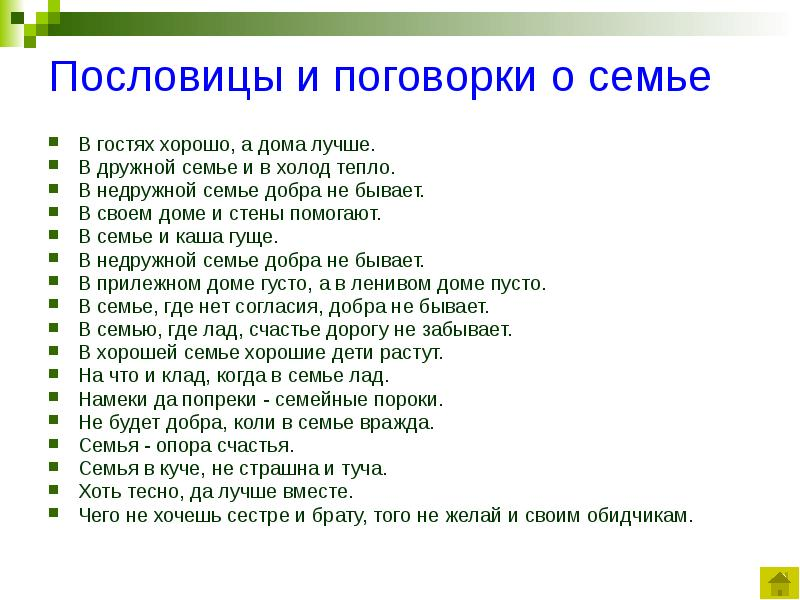 Пословицы и поговорки о семье
В гостях хорошо, а дома лучше.
В дружной семье и в холод тепло.
В недружной семье добра не бывает.
В своем доме и стены помогают.
В семье и каша гуще.
В недружной семье добра не бывает.
В прилежном доме густо, а в ленивом доме пусто.
В семье, где нет согласия, добра не бывает.
В семью, где лад, счастье дорогу не забывает.
В хорошей семье хорошие дети растут.
На что и клад, когда в семье лад.
Намеки да попреки - семейные пороки.
Не будет добра, коли в семье вражда.
Семья - опора счастья.
Семья в куче, не страшна и туча.
Хоть тесно, да лучше вместе.
Чего не хочешь сестре и брату, того не желай и своим обидчикам.